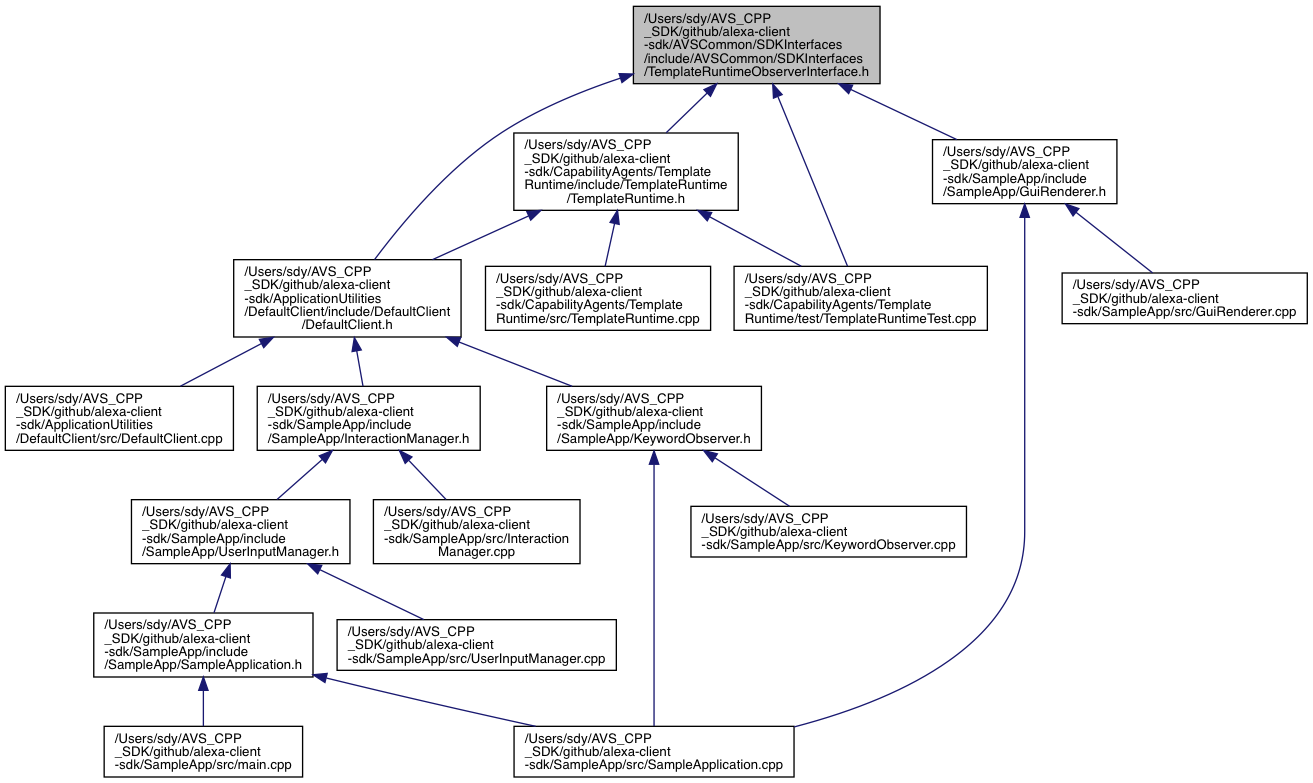 /Users/sdy/AVS_CPP
_SDK/github/alexa-client
-sdk/AVSCommon/SDKInterfaces
/include/AVSCommon/SDKInterfaces
/TemplateRuntimeObserverInterface.h
/Users/sdy/AVS_CPP
_SDK/github/alexa-client
-sdk/CapabilityAgents/Template
Runtime/include/TemplateRuntime
/TemplateRuntime.h
/Users/sdy/AVS_CPP
_SDK/github/alexa-client
-sdk/SampleApp/include
/SampleApp/GuiRenderer.h
/Users/sdy/AVS_CPP
_SDK/github/alexa-client
-sdk/ApplicationUtilities
/DefaultClient/include/DefaultClient
/DefaultClient.h
/Users/sdy/AVS_CPP
_SDK/github/alexa-client
-sdk/CapabilityAgents/Template
Runtime/src/TemplateRuntime.cpp
/Users/sdy/AVS_CPP
_SDK/github/alexa-client
-sdk/CapabilityAgents/Template
Runtime/test/TemplateRuntimeTest.cpp
/Users/sdy/AVS_CPP
_SDK/github/alexa-client
-sdk/SampleApp/src/GuiRenderer.cpp
/Users/sdy/AVS_CPP
_SDK/github/alexa-client
-sdk/ApplicationUtilities
/DefaultClient/src/DefaultClient.cpp
/Users/sdy/AVS_CPP
_SDK/github/alexa-client
-sdk/SampleApp/include
/SampleApp/InteractionManager.h
/Users/sdy/AVS_CPP
_SDK/github/alexa-client
-sdk/SampleApp/include
/SampleApp/KeywordObserver.h
/Users/sdy/AVS_CPP
_SDK/github/alexa-client
-sdk/SampleApp/include
/SampleApp/UserInputManager.h
/Users/sdy/AVS_CPP
_SDK/github/alexa-client
-sdk/SampleApp/src/Interaction
Manager.cpp
/Users/sdy/AVS_CPP
_SDK/github/alexa-client
-sdk/SampleApp/src/KeywordObserver.cpp
/Users/sdy/AVS_CPP
_SDK/github/alexa-client
-sdk/SampleApp/include
/SampleApp/SampleApplication.h
/Users/sdy/AVS_CPP
_SDK/github/alexa-client
-sdk/SampleApp/src/UserInputManager.cpp
/Users/sdy/AVS_CPP
_SDK/github/alexa-client
-sdk/SampleApp/src/main.cpp
/Users/sdy/AVS_CPP
_SDK/github/alexa-client
-sdk/SampleApp/src/SampleApplication.cpp